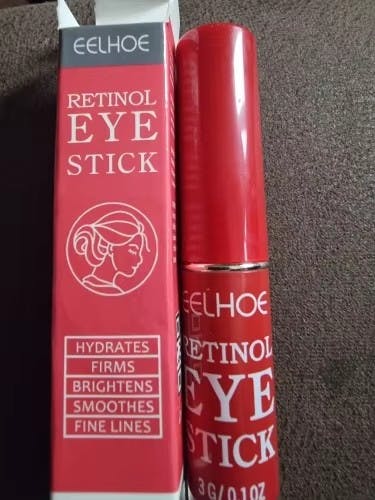 EELHOE
RETINOL
EYE
STICK
HYDRATES
FIRMS
BRIGHTENS
SMOOTHES
FINE LINES
EELHOE
RETINOL
EYE
STICK
3G/0.1OZ